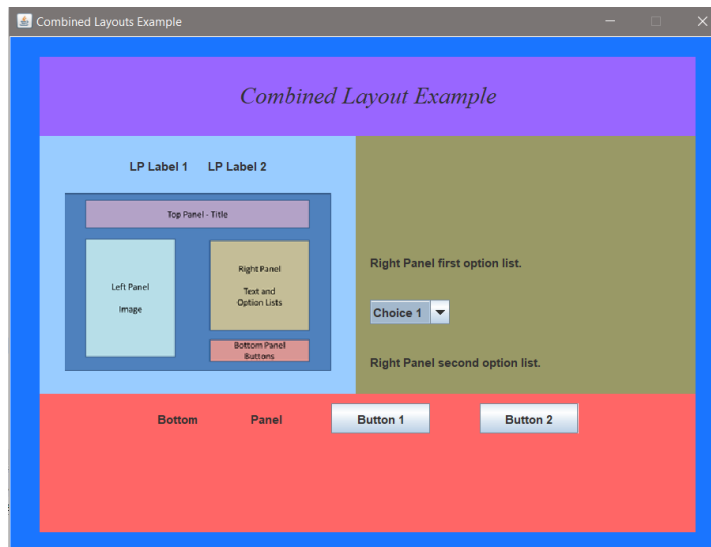 Combined Layouts Example
Combined Layout Example
LP Label 1 LP Label 2
Top Panel - Title
Left Panel
Image
Right Panel
Text and
Option Lists
Bottom Panel
Buttons
Right Panel first option list.
Choice 1
Right Panel second option list.
Bottom Panel Button 1 Button 2